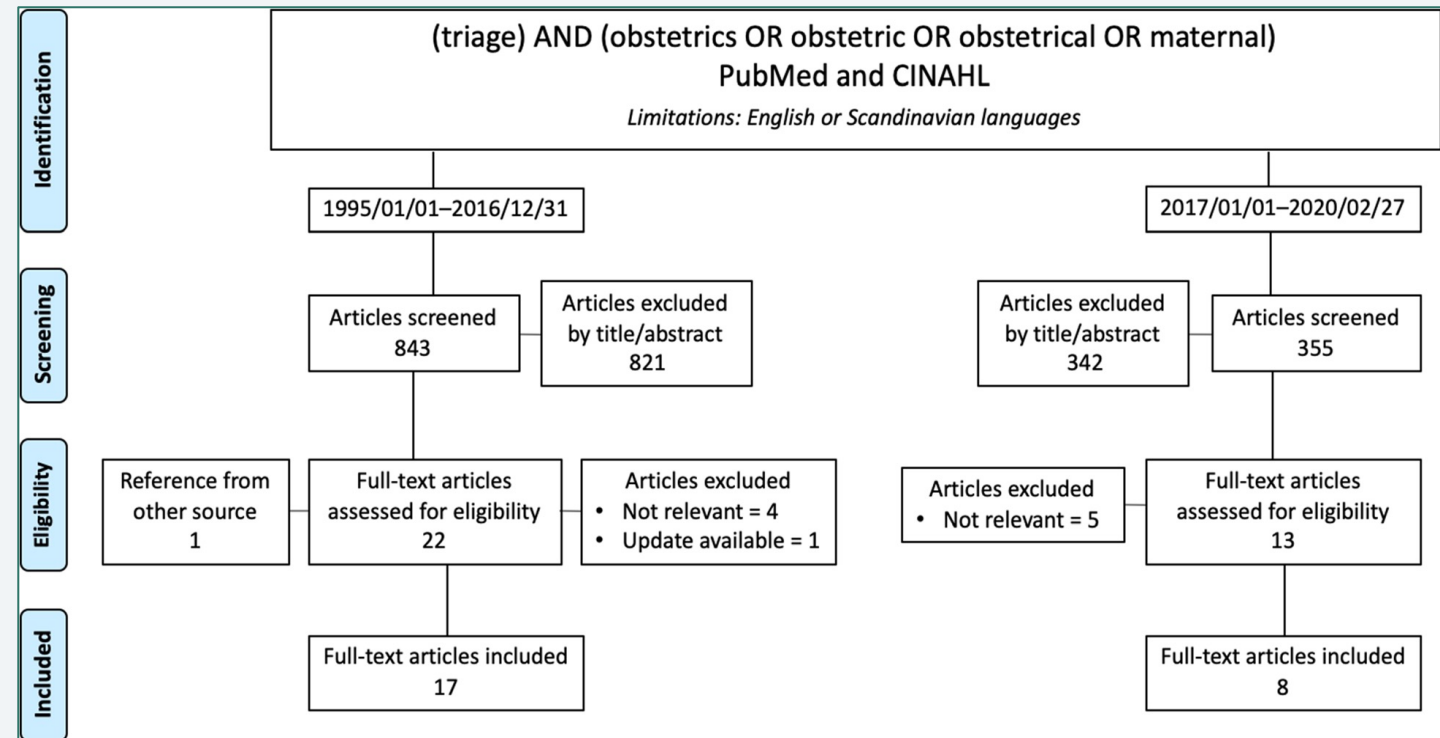 (triage) AND (obstetrics OR obstetric OR obstetrical OR maternal)
PubMed and CINAHL
Limitations: English or Scandinavian languages
Identification
1995/01/01–2016/12/31
2017/01/01–2020/02/27
Screening
Articles screened
843
Articles excluded
by title/abstract
821
Articles excluded
by title/abstract
342
Articles screened
355
Eligibility
Reference from
other source
1
Full-text articles
assessed for eligibility
22
Articles excluded
• Not relevant = 4
• Update available = 1
Articles excluded
• Not relevant = 5
Full-text articles
assessed for eligibility
13
Included
Full-text articles included
17
Full-text articles included
8